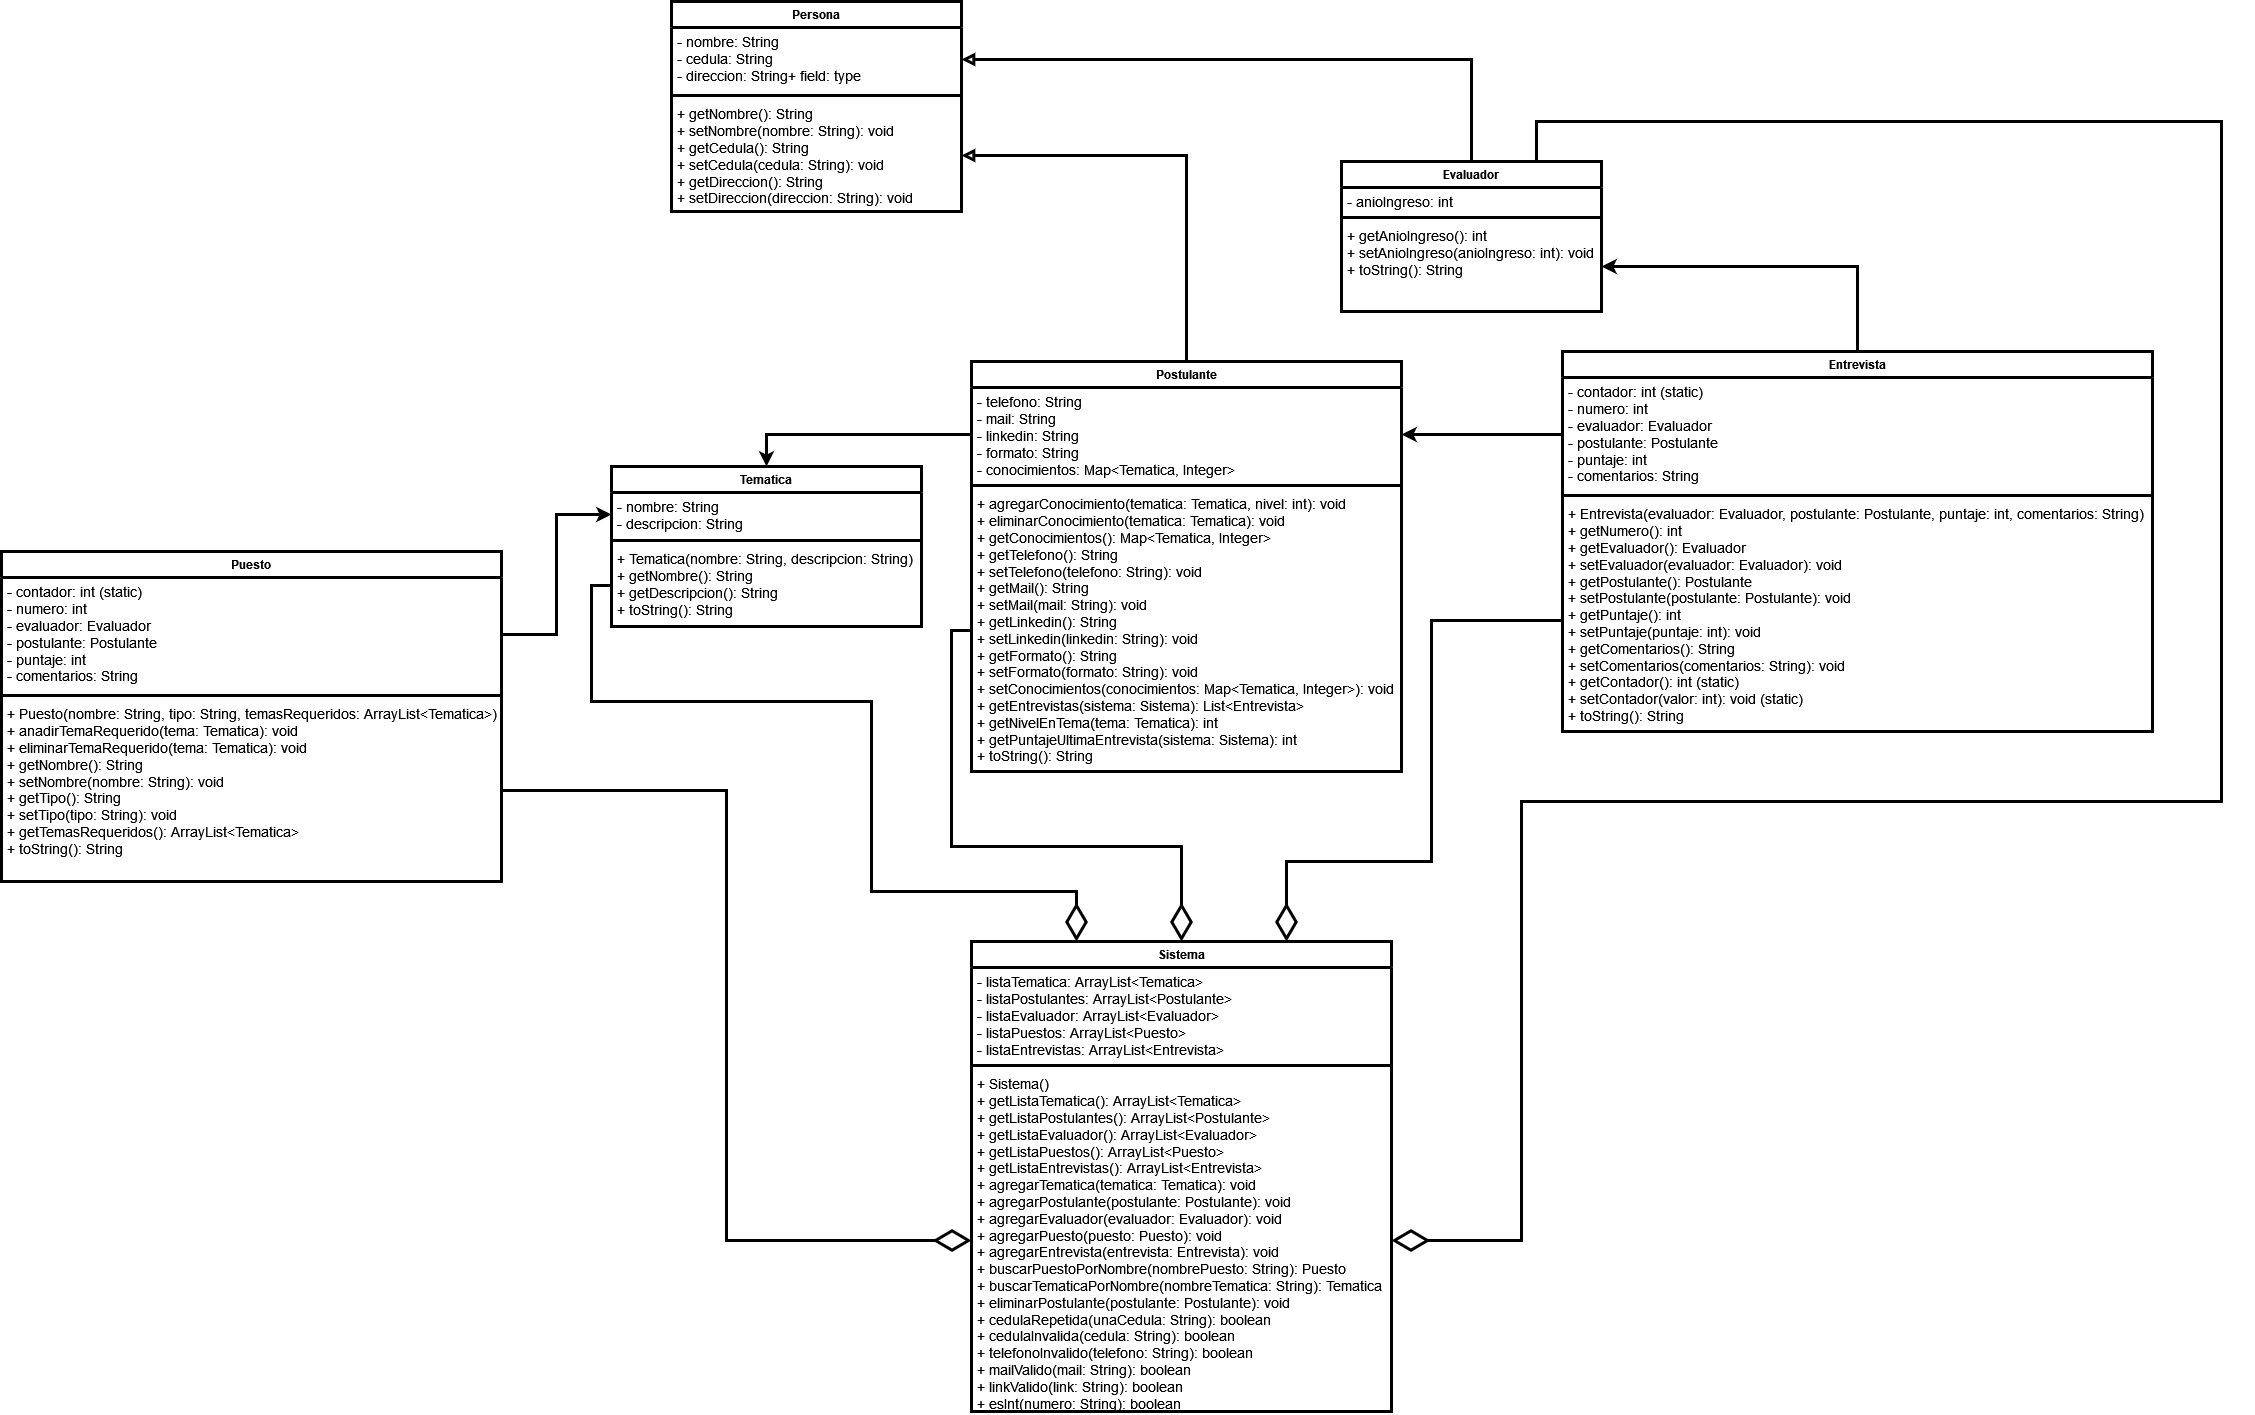 Persona
- nombre: String
- cedula: String
- direccion: String+ field: type
+ getNombre(): String
+ setNombre(nombre: String): void
+ getCedula(): String
+ setCedula(cedula: String): void
+ getDireccion(): String
+ setDireccion(direccion: String): void
Evaluador
- anioIngreso: int
+ getAnioIngreso(): int
+ setAnioIngreso(anioIngreso: int): void
+ toString(): String
Postulante
- telefono: String
- mail: String
- linkedin: String
- formato: String
- conocimientos: Map<Tematica, Integer>
+ agregarConocimiento(tematica: Tematica, nivel: int): void
+ eliminarConocimiento(tematica: Tematica): void
+ getConocimientos(): Map<Tematica, Integer>
+ getTelefono(): String
+ setTelefono(telefono: String): void
+ getMail(): String
+ setMail(mail: String): void
+ getLinkedin(): String
+ setLinkedin(linkedin: String): void
+ getFormato(): String
+ setFormato(formato: String): void
+ setConocimientos(conocimientos: Map<Tematica, Integer>): void
+ getEntrevistas(sistema: Sistema): List<Entrevista>
+ getNivelEnTema(tema: Tematica): int
+ getPuntajeUltimaEntrevista(sistema: Sistema): int
+ toString(): String
Entrevista
- contador: int (static)
- numero: int
- evaluador: Evaluador
- postulante: Postulante
- puntaje: int
- comentarios: String
+ Entrevista(evaluador: Evaluador, postulante: Postulante, puntaje: int, comentarios: String)
+ getNumero(): int
+ getEvaluador(): Evaluador
+ setEvaluador(evaluador: Evaluador): void
+ getPostulante(): Postulante
+ setPostulante(postulante: Postulante): void
+ getPuntaje(): int
+ setPuntaje(puntaje: int): void
+ getComentarios(): String
+ setComentarios(comentarios: String): void
+ getContador(): int (static)
+ setContador(valor: int): void (static)
+ toString(): String
Tematica
- nombre: String
- descripcion: String
+ Tematica(nombre: String, descripcion: String)
+ getNombre(): String
+ getDescripcion(): String
+ toString(): String
Puesto
- contador: int (static)
- numero: int
- evaluador: Evaluador
- postulante: Postulante
- puntaje: int
- comentarios: String
+ Puesto(nombre: String, tipo: String, temasRequeridos: ArrayList<Tematica>)
+ anadirTemaRequerido(tema: Tematica): void
+ eliminarTemaRequerido(tema: Tematica): void
+ getNombre(): String
+ setNombre(nombre: String): void
+ getTipo(): String
+ setTipo(tipo: String): void
+ getTemasRequeridos(): ArrayList<Tematica>
+ toString(): String
Sistema
- listaTematica: ArrayList<Tematica>
- listaPostulantes: ArrayList<Postulante>
- listaEvaluador: ArrayList<Evaluador>
- listaPuestos: ArrayList<Puesto>
- listaEntrevistas: ArrayList<Entrevista>
+ Sistema()
+ getListaTematica(): ArrayList<Tematica>
+ getListaPostulantes(): ArrayList<Postulante>
+ getListaEvaluador(): ArrayList<Evaluador>
+ getListaPuestos(): ArrayList<Puesto>
+ getListaEntrevistas(): ArrayList<Entrevista>
+ agregarTematica(tematica: Tematica): void
+ agregarPostulante(postulante: Postulante): void
+ agregarEvaluador(evaluador: Evaluador): void
+ agregarPuesto(puesto: Puesto): void
+ agregarEntrevista(entrevista: Entrevista): void
+ buscarPuestoPorNombre(nombrePuesto: String): Puesto
+ buscarTematicaPorNombre(nombreTematica: String): Tematica
+ eliminarPostulante(postulante: Postulante): void
+ cedulaRepetida(unaCedula: String): boolean
+ cedulaInvalida(cedula: String): boolean
+ telefonoInvalido(telefono: String): boolean
+ mailValido(mail: String): boolean
+ linkValido(link: String): boolean
+ esInt(numero: String): boolean